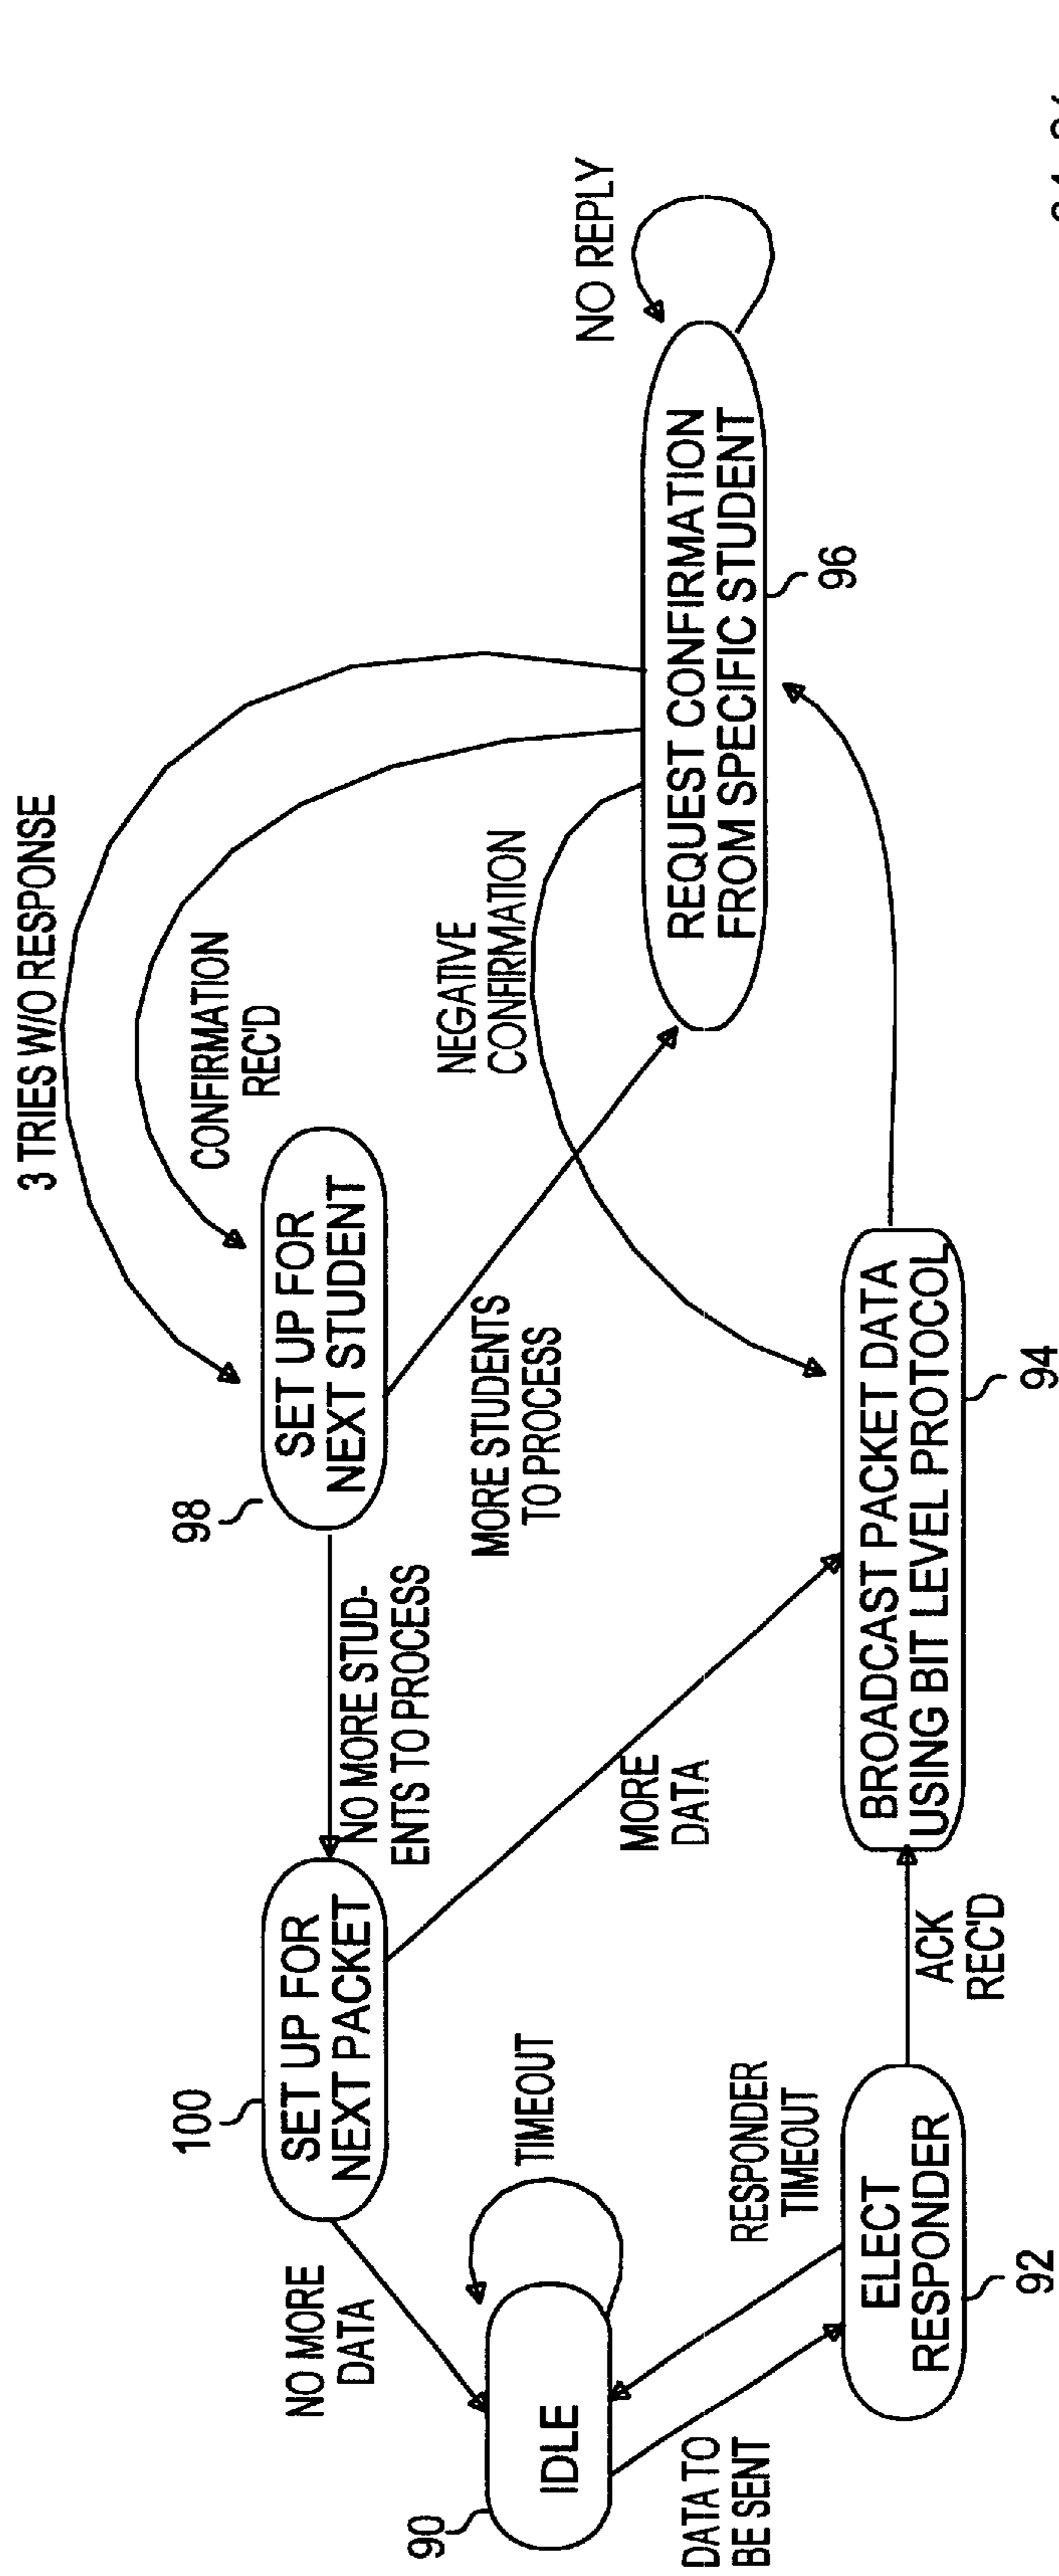 3 TRIES W/O RESPONSE
CONFIRMATION
REC'D
98
SET UP FOR
NEXT STUDENT
100
SET UP FOR
NEXT PACKET
NO MORE STUD-
ENTS TO PROCESS
MORE STUDENTS
TO PROCESS
NEGATIVE
CONFIRMATION
NO REPLY
REQUEST CONFIRMATION
FROM SPECIFIC STUDENT
96
NO MORE
DATA
TIMEOUT
90
IDLE
MORE
DATA
RESPONDER
TIMEOUT
DATA TO
BE SENT
ELECT
RESPONDER
92
ACK
REC'D
BROADCAST PACKET DATA
USING BIT LEVEL PROTOCOL
94